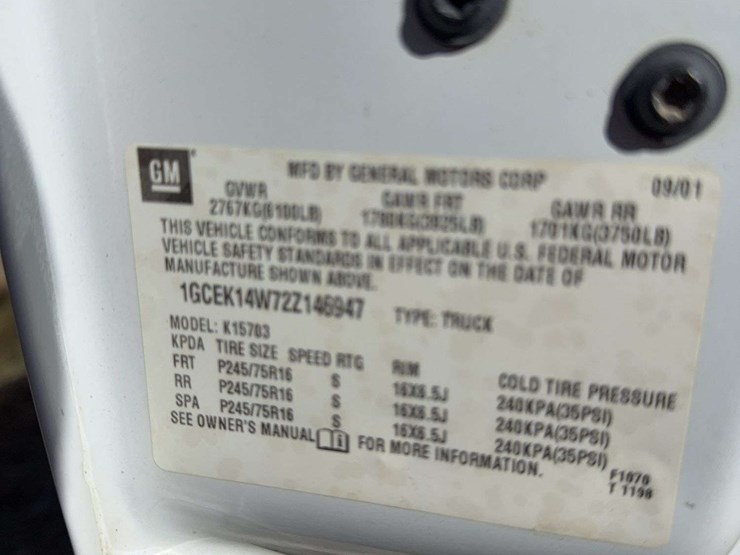 GM
MFD BY GENERAL MOTORS CORP 09/01
GVWR GAWR FRT GAWR RR
2767KG(6100LB) 1780KG(3925LB) 1701KG(3750LB)
THIS VEHICLE CONFORMS TO ALL APPLICABLE U.S. FEDERAL MOTOR
VEHICLE SAFETY STANDARDS IN EFFECT ON THE DATE OF
MANUFACTURE SHOWN ABOVE.
1GCEK14W72Z146947 TYPE: TRUCK
MODEL: K15703
KPDA TIRE SIZE SPEED RTG RIM COLD TIRE PRESSURE
FRT P245/75R16 S 16X6.5J 240KPA(35PSI)
RR P245/75R16 S 16X6.5J 240KPA(35PSI)
SPA P245/75R16 S 16X6.5J 240KPA(35PSI)
SEE OWNER'S MANUAL i FOR MORE INFORMATION.
F1070
T 1198